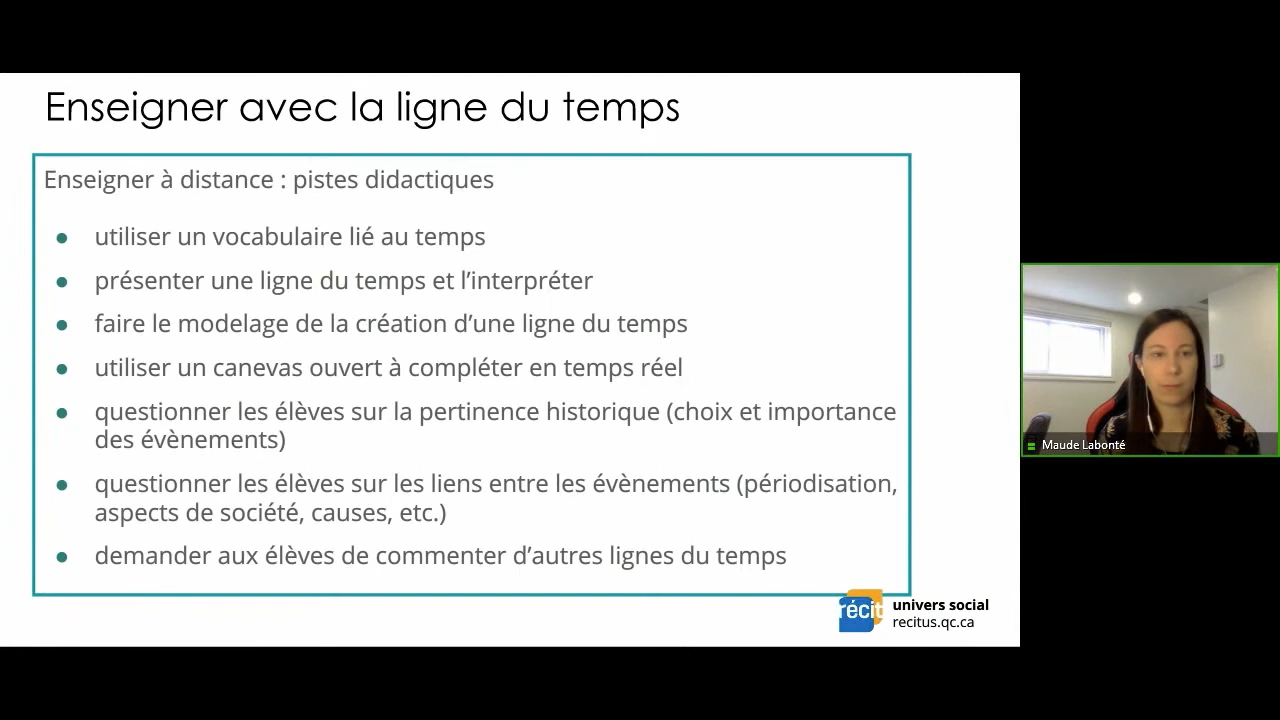 Enseigner avec la ligne du temps
Enseigner à distance : pistes didactiques
● utiliser un vocabulaire lié au temps
● présenter une ligne du temps et l’interpréter
● faire le modelage de la création d’une ligne du temps
● utiliser un canevas ouvert à compléter en temps réel
● questionner les élèves sur la pertinence historique (choix et importance
des évènements)
● questionner les élèves sur les liens entre les évènements (périodisation,
aspects de société, causes, etc.)
● demander aux élèves de commenter d’autres lignes du temps
récit
univers social
recitus.qc.ca
Maude Labonté